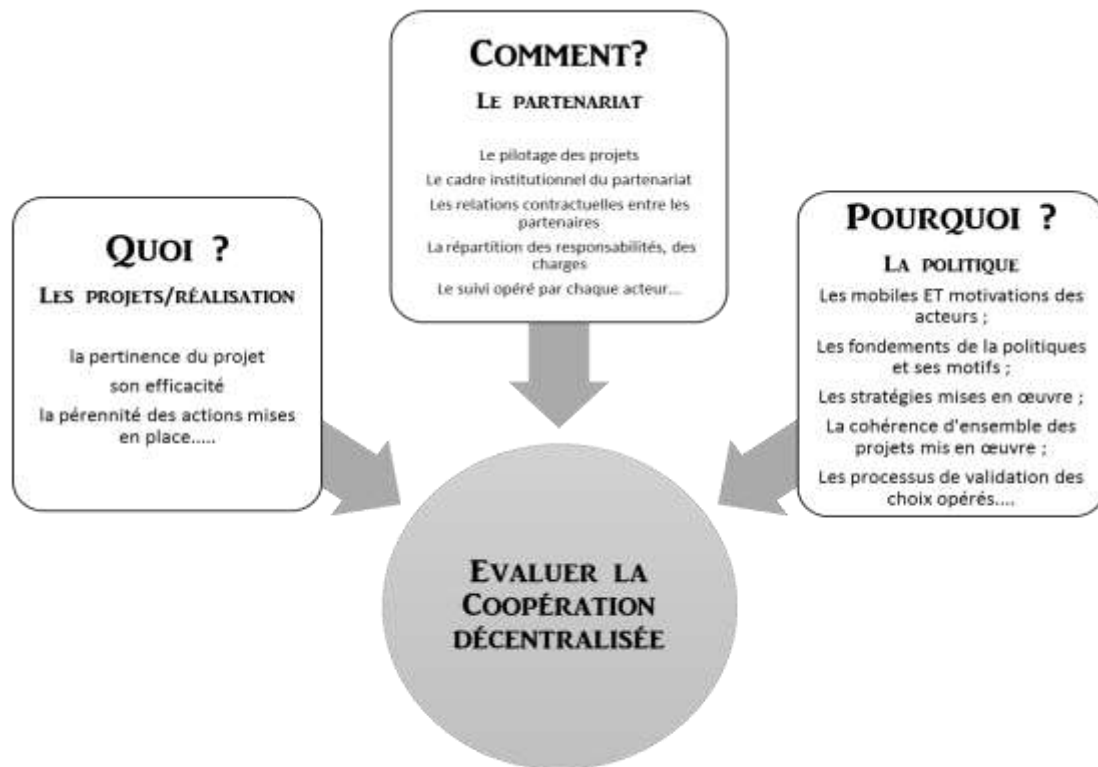 QUOI ?
LES PROJETS/RÉALISATION
la pertinence du projet
son efficacité
la pérennité des actions mises
en place.....
COMMENT?
LE PARTENARIAT
Le pilotage des projets
Le cadre institutionnel du partenariat
Les relations contractuelles entre les
partenaires
La répartition des responsabilités, des
charges
Le suivi opéré par chaque acteur...
POURQUOI ?
LA POLITIQUE
Les mobiles ET motivations des
acteurs ;
Les fondements de la politiques
et ses motifs ;
Les stratégies mises en œuvre ;
La cohérence d'ensemble des
projets mis en œuvre ;
Les processus de validation des
choix opérés....
EVALUER LA
COOPÉRATION
DÉCENTRALISÉE